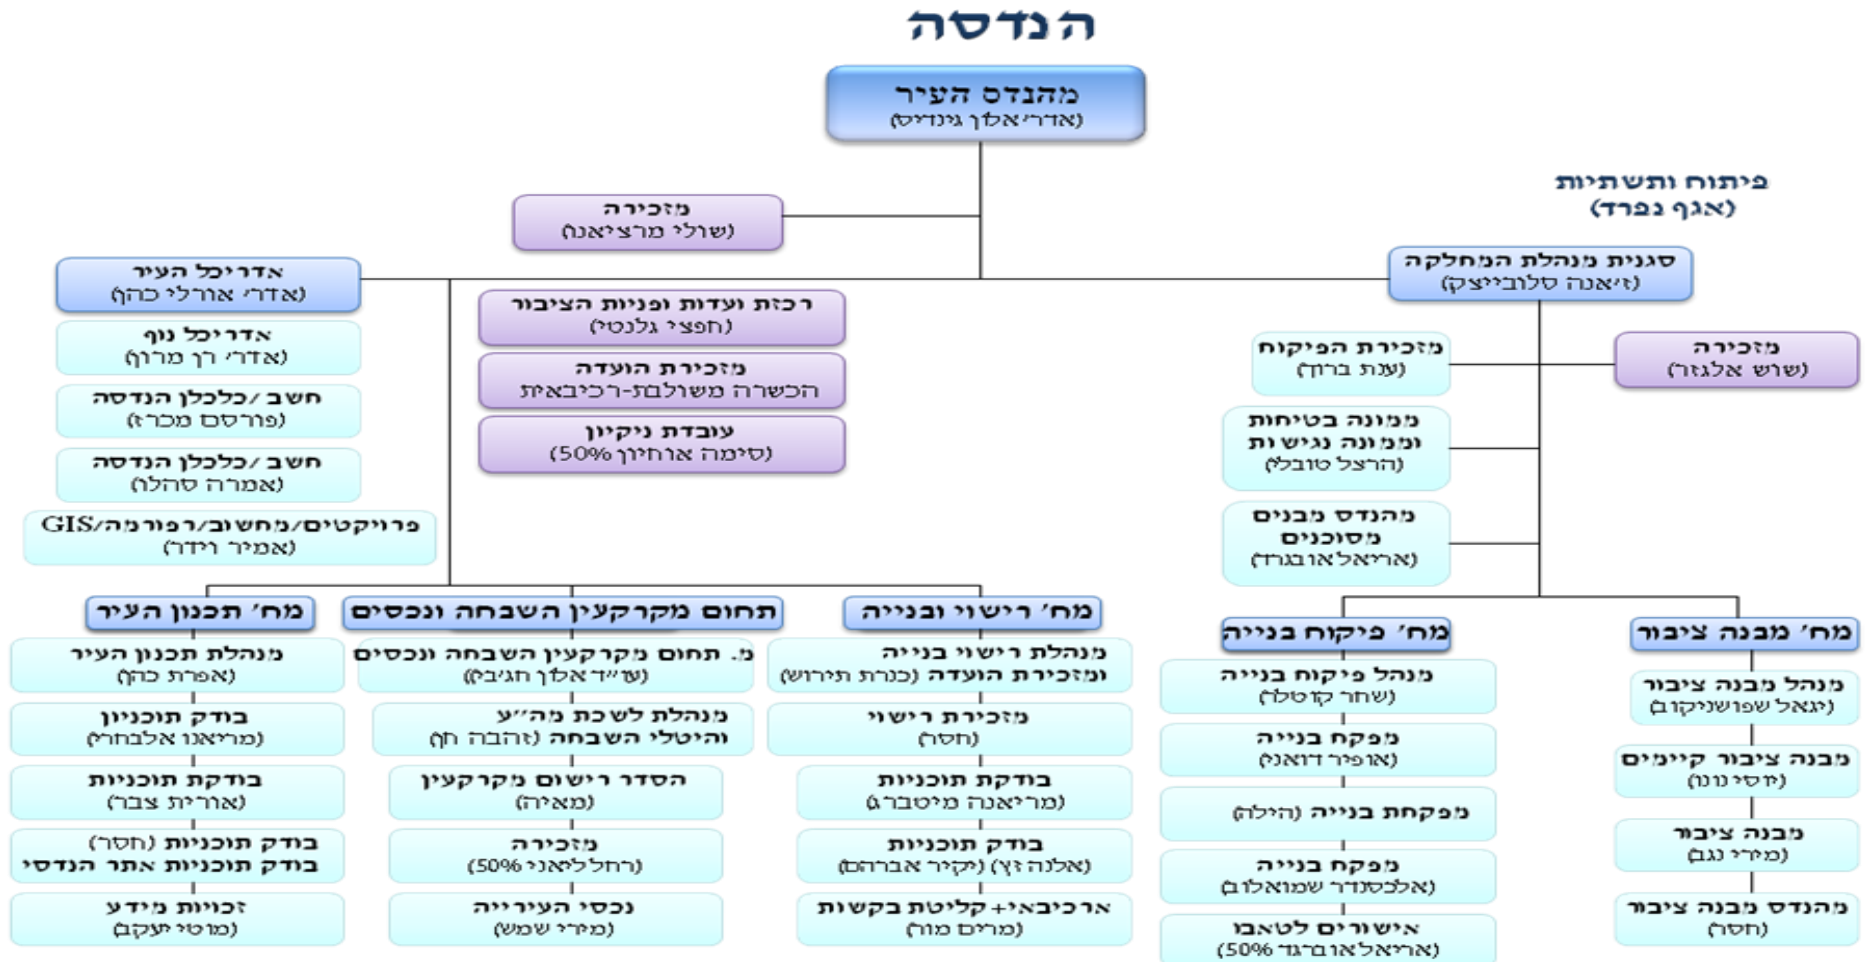 הנדסה
מהנדס העיר
(אדר' אלון גינדיס)
פיתוח ותשתיות
(אגף נפרד)
מזכירה
(שולי מרציאנו)
סגנית מנהלת המחלקה
(ז'אנה סלובייצק)
אדריכל העיר
(אדר' אורלי כהן)
אדריכל נוף
(אדר' רן מרון)
חשב /כלכלן הנדסה
(פורסם מכרז)
חשב /כלכלן הנדסה
(אמרה סהלו)
פרויקטים/מחשוב/רפורמה/GIS
(אמיר וידר)
רכזת ועדות ופניות הציבור
(חפצי גלנטי)
מזכירת הועדה
הכשרה משולבת-רכיבאית
עובדת ניקיון
(סימה אוחיון 50%)
מזכירה
(שוש אלגזר)
מזכירת הפיקוח
(ענת ברוך)
ממונה בטיחות
וממונה נגישות
(הרצל טובלי)
מהנדס מבנים
מסוכנים
(אריאל אובגרד)
מח' מבנה ציבור
מנהל מבנה ציבור
(יגאל שפושניקוב)
מבנה ציבור קיימים
(יוסי נונו)
מבנה ציבור
(מירי נגב)
מהנדס מבנה ציבור
(חסר)
מח' פיקוח בנייה
מנהל פיקוח בנייה
(שחר קוטלר)
מפקח בנייה
(אופיר דואני)
מפקחת בנייה (הילה)
מפקח בנייה
(אלכסנדר שמואלוב)
אישורים לטאבו
(אריאל אוברגד 50%)
מח' רישוי ובנייה
מנהלת רישוי בנייה
ומזכירת הועדה (כנרת תירוש)
מזכירת רישוי
(חסר)
בודקת תוכניות
(מריאנה מיטברג)
בודק תוכניות
(אלנה זץ) (יקיר אברהם)
ארכיבאי+קליטת בקשות
(מרים מור)
תחום מקרקעין השבחה ונכסים
מ. תחום מקרקעין השבחה ונכסים
(עו"ד אלון חגיבי)
מנהלת לשכת מה"ע
והיטלי השבחה (זהבה חן)
הסדר רישום מקרקעין
(מאיה)
מזכירה
(רחל ליאני 50%)
נכסי העירייה
(מירי שמש)
מח' תכנון העיר
מנהלת תכנון העיר
(אפרת כהן)
בודק תוכניון
(מריאנו אלבחרי)
בודקת תוכניות
(אורית צבר)
בודק תוכניות (חסר)
בודק תוכניות אתר הנדסי
זכויות מידע
(מוטי יעקב)